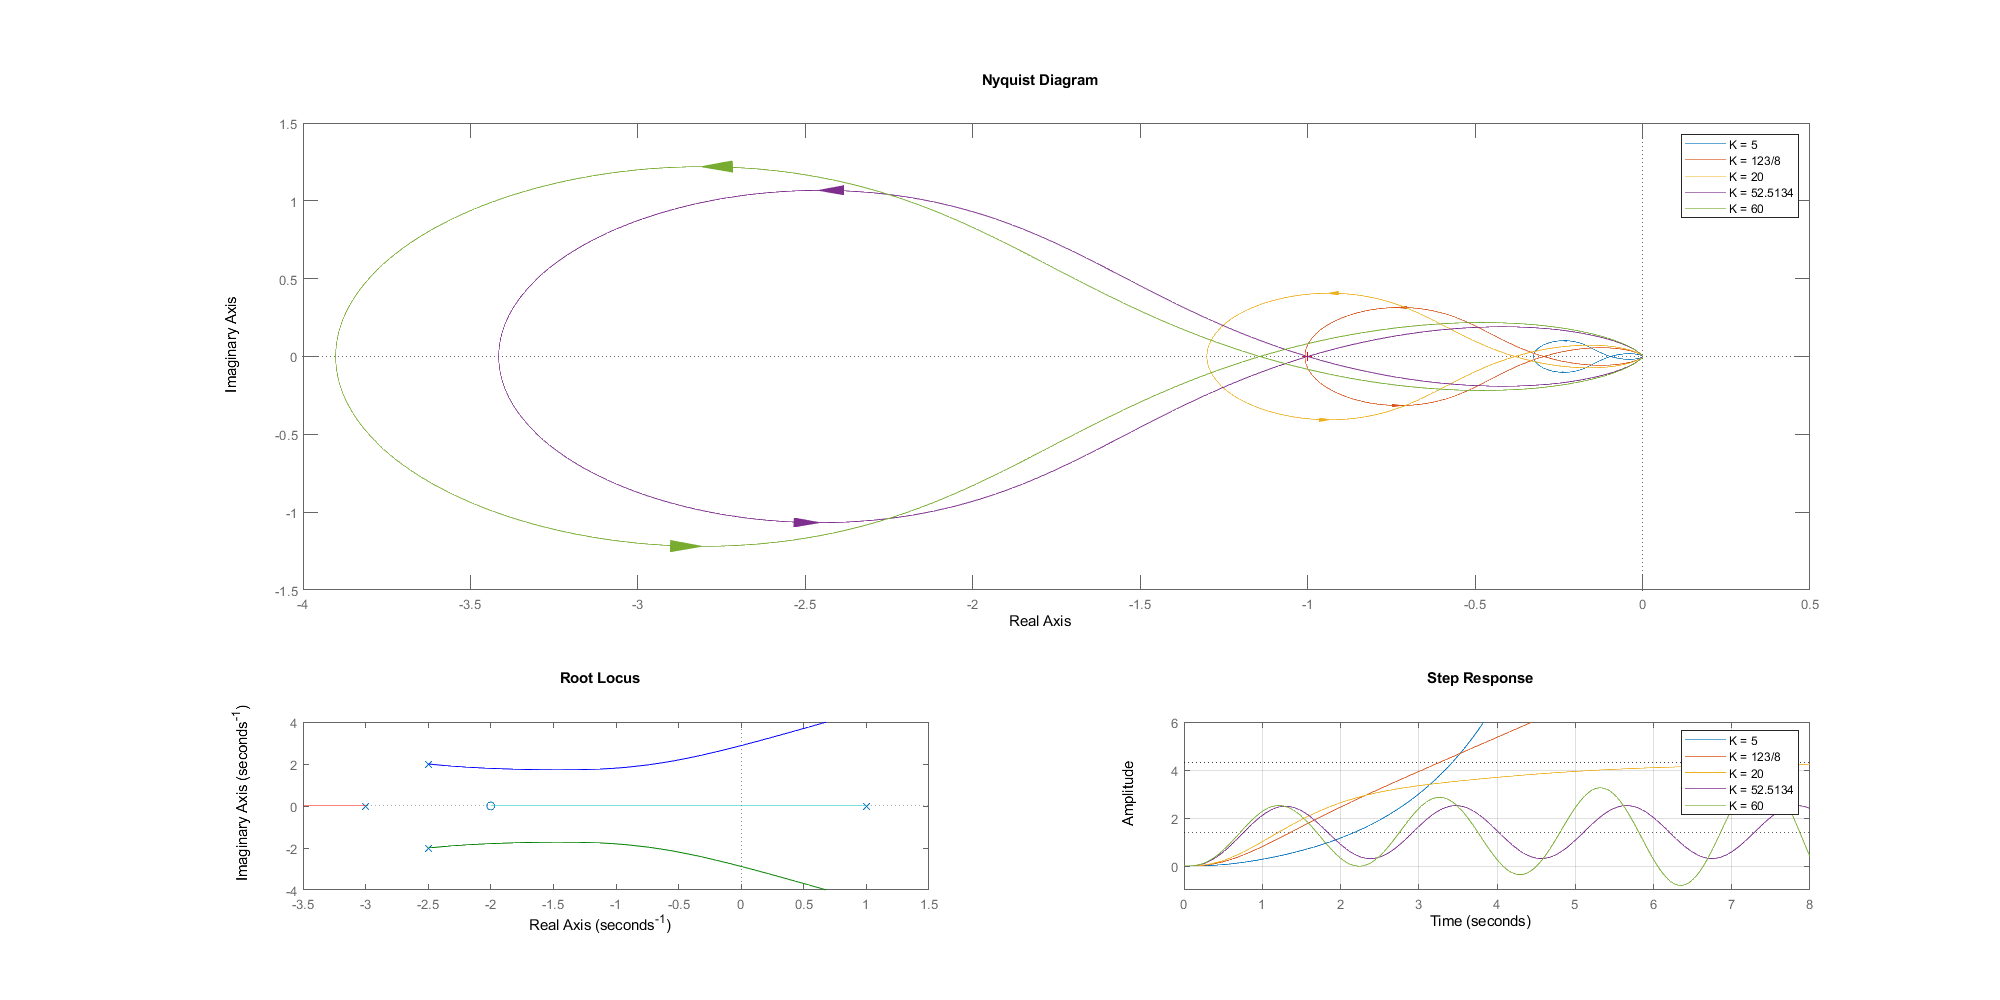 Nyquist Diagram
1.5
1
0.5
0
-0.5
-1
-1.5
Imaginary Axis
K = 5
K = 123/8
K = 20
K = 52.5134
K = 60
-4 -3.5 -3 -2.5 -2 -1.5 -1 -0.5 0 0.5
Real Axis
Root Locus
4
2
0
-2
-4
Imaginary Axis (seconds-1)
-3.5 -3 -2.5 -2 -1.5 -1 -0.5 0 0.5 1 1.5
Real Axis (seconds-1)
Step Response
6
4
2
0
Amplitude
K = 5
K = 123/8
K = 20
K = 52.5134
K = 60
0 1 2 3 4 5 6 7 8
Time (seconds)